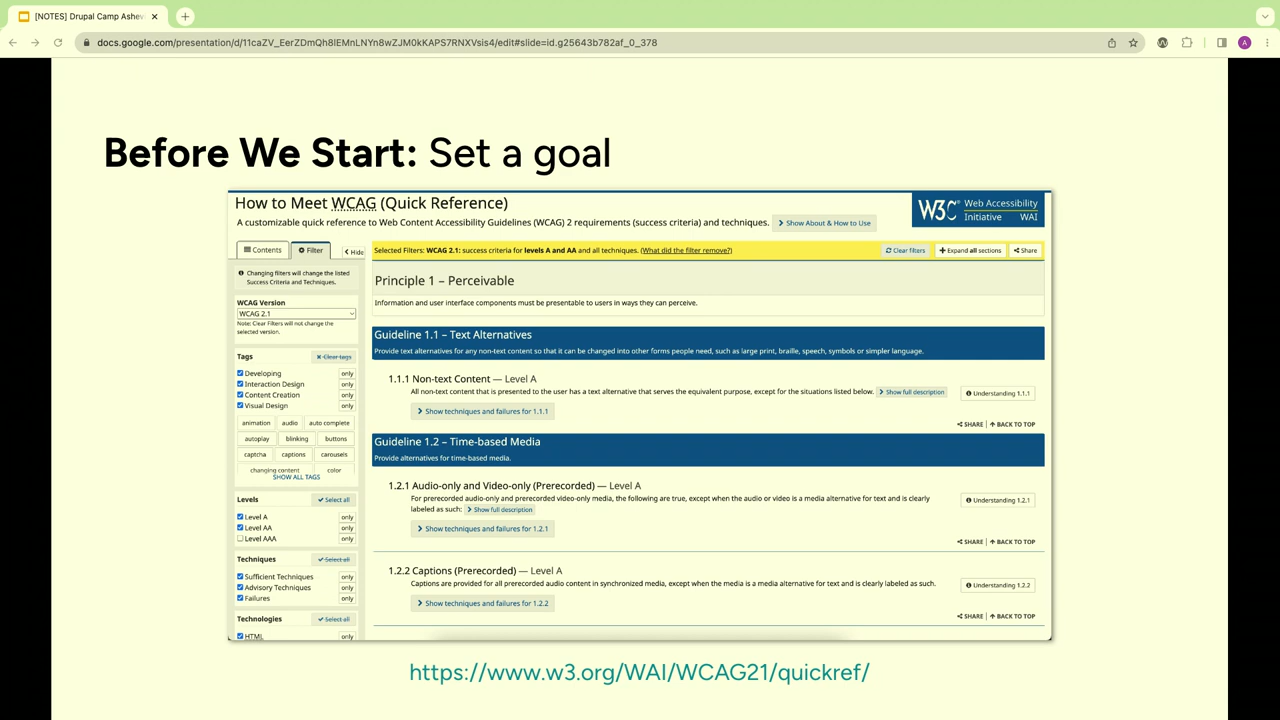 [NOTES] Drupal Camp Ashev
docs.google.com/presentation/d/11caZV_EerZDmQh8lEMnLNYn8wZJM0kKAPS7RNXVsis4/edit#slide=id.g25643b782af_0_378
A
Before We Start: Set a goal
How to Meet WCAG (Quick Reference)
A customizable quick reference to Web Content Accessibility Guidelines (WCAG) 2 requirements (success criteria) and techniques.
Show About & How to Use
W3C Web Accessibility
Initiative WAI
Contents
Filter
Hide
Changing filters will change the listed
Success Criteria and Techniques.
WCAG Version
WCAG 2.1
Note: Clear Filters will not change the
selected version.
Tags Clear tags
Developing only
Interaction Design only
Content Creation only
Visual Design only
animation audio auto complete
autoplay blinking buttons
captcha captions carousels
changing content color
SHOW ALL TAGS
Levels Select all
Level A only
Level AA only
Level AAA only
Techniques Select all
Sufficient Techniques only
Advisory Techniques only
Failures only
Technologies Select all
HTML only
Selected Filters: WCAG 2.1: success criteria for levels A and AA and all techniques. (What did the filter remove?)
Clear filters
Expand all sections
Share
Principle 1 – Perceivable
Information and user interface components must be presentable to users in ways they can perceive.
Guideline 1.1 – Text Alternatives
Provide text alternatives for any non-text content so that it can be changed into other forms people need, such as large print, braille, speech, symbols or simpler language.
1.1.1 Non-text Content — Level A
All non-text content that is presented to the user has a text alternative that serves the equivalent purpose, except for the situations listed below. Show full description
Understanding 1.1.1
Show techniques and failures for 1.1.1
SHARE | BACK TO TOP
Guideline 1.2 – Time-based Media
Provide alternatives for time-based media.
1.2.1 Audio-only and Video-only (Prerecorded) — Level A
For prerecorded audio-only and prerecorded video-only media, the following are true, except when the audio or video is a media alternative for text and is clearly
labeled as such: Show full description
Understanding 1.2.1
Show techniques and failures for 1.2.1
SHARE | BACK TO TOP
1.2.2 Captions (Prerecorded) — Level A
Captions are provided for all prerecorded audio content in synchronized media, except when the media is a media alternative for text and is clearly labeled as such.
Understanding 1.2.2
Show techniques and failures for 1.2.2
SHARE | BACK TO TOP
https://www.w3.org/WAI/WCAG21/quickref/